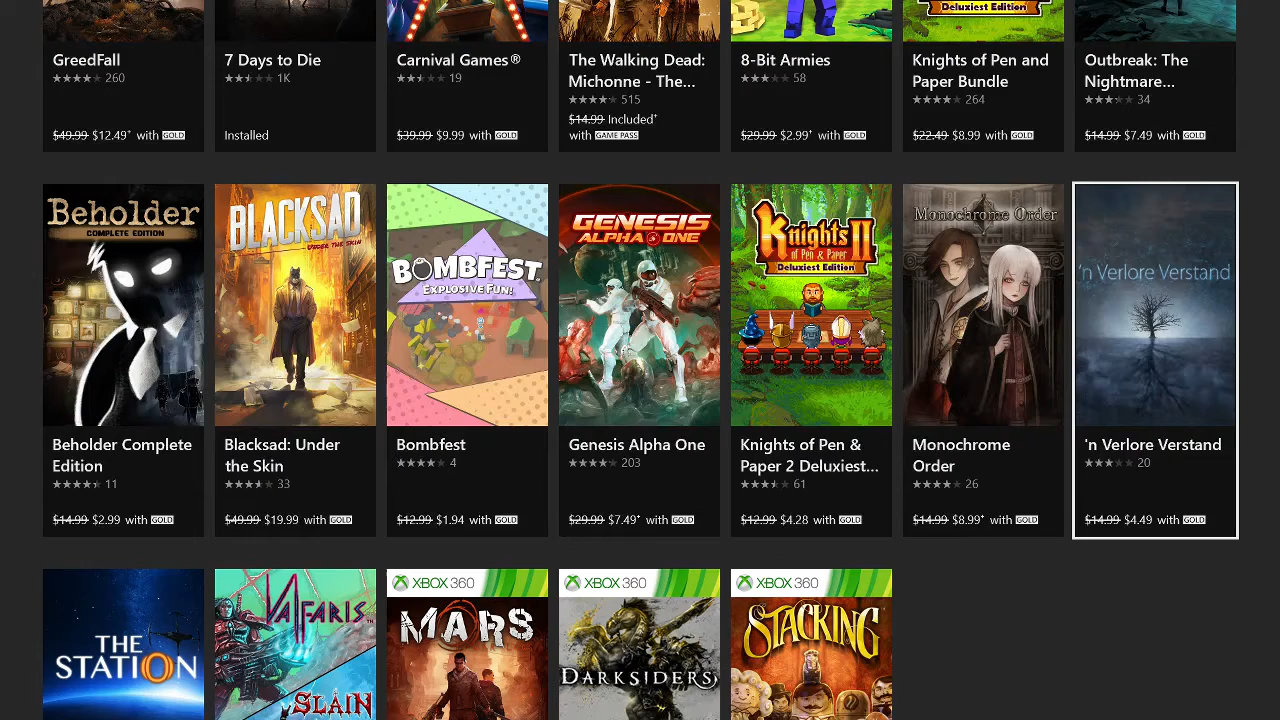 Deluxiest Edition
GreedFall
260
$49.99 $12.49+ with GOLD
7 Days to Die
1K
Installed
Carnival Games®
19
$39.99 $9.99 with GOLD
The Walking Dead:
Michonne - The...
515
$14.99 Included+
with GAME PASS
8-Bit Armies
58
$29.99 $2.99+ with GOLD
Knights of Pen and
Paper Bundle
264
$22.49 $8.99 with GOLD
Outbreak: The
Nightmare...
34
$14.99 $7.49 with GOLD
Beholder
COMPLETE EDITION
Beholder Complete
Edition
11
$14.99 $2.99 with GOLD
BLACKSAD
UNDER THE SKIN
Blacksad: Under
the Skin
33
$49.99 $19.99 with GOLD
BOMBFEST
EXPLOSIVE FUN!
Bombfest
4
$12.99 $1.94 with GOLD
GENESIS
ALPHA ONE
Genesis Alpha One
203
$29.99 $7.49+ with GOLD
Knights II
of Pen & Paper
Deluxiest Edition
Knights of Pen &
Paper 2 Deluxiest...
61
$12.99 $4.28 with GOLD
Monochrome Order
Monochrome
Order
26
$14.99 $8.99+ with GOLD
'n Verlore Verstand
'n Verlore Verstand
20
$14.99 $4.49 with GOLD
THE
STATION
VALFARIS
SLAIN
XBOX 360
MARS
XBOX 360
DARKSIDERS
XBOX 360
STACKING